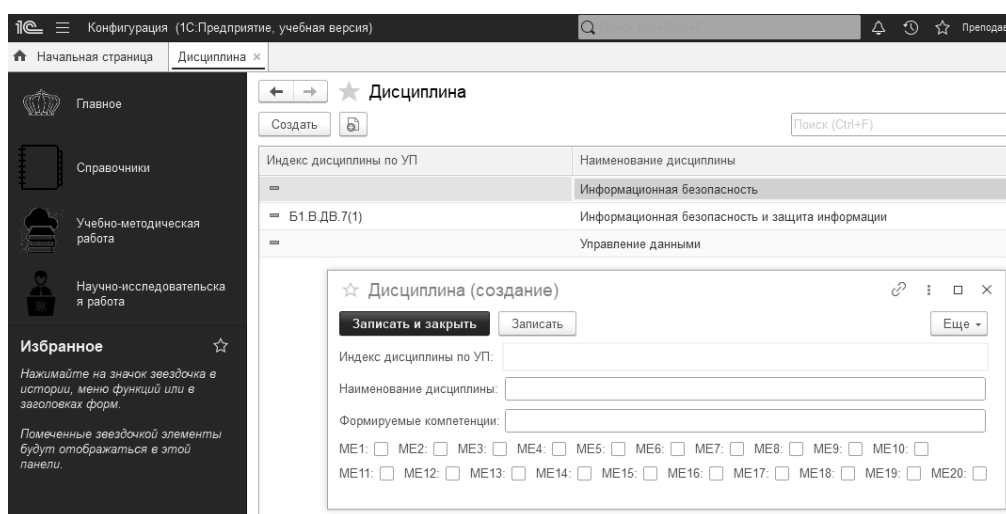 1С Конфигурация (1С:Предприятие, учебная версия) Преподав
Начальная страница Дисциплина ×
Главное
Справочники
Учебно-методическая
работа
Научно-исследовательска
я работа
Избранное
Нажимайте на значок звездочка в
истории, меню функций или в
заголовках форм.
Помеченные звездочкой элементы
будут отображаться в этой
панели.
Дисциплина
Создать Поиск (Ctrl+F)
Индекс дисциплины по УП Наименование дисциплины
Информационная безопасность
Б1.В.ДВ.7(1) Информационная безопасность и защита информации
Управление данными
Дисциплина (создание)
Записать и закрыть Записать Еще
Индекс дисциплины по УП:
Наименование дисциплины:
Формируемые компетенции:
МЕ1: МЕ2: МЕ3: МЕ4: МЕ5: МЕ6: МЕ7: МЕ8: МЕ9: МЕ10:
МЕ11: МЕ12: МЕ13: МЕ14: МЕ15: МЕ16: МЕ17: МЕ18: МЕ19: МЕ20: